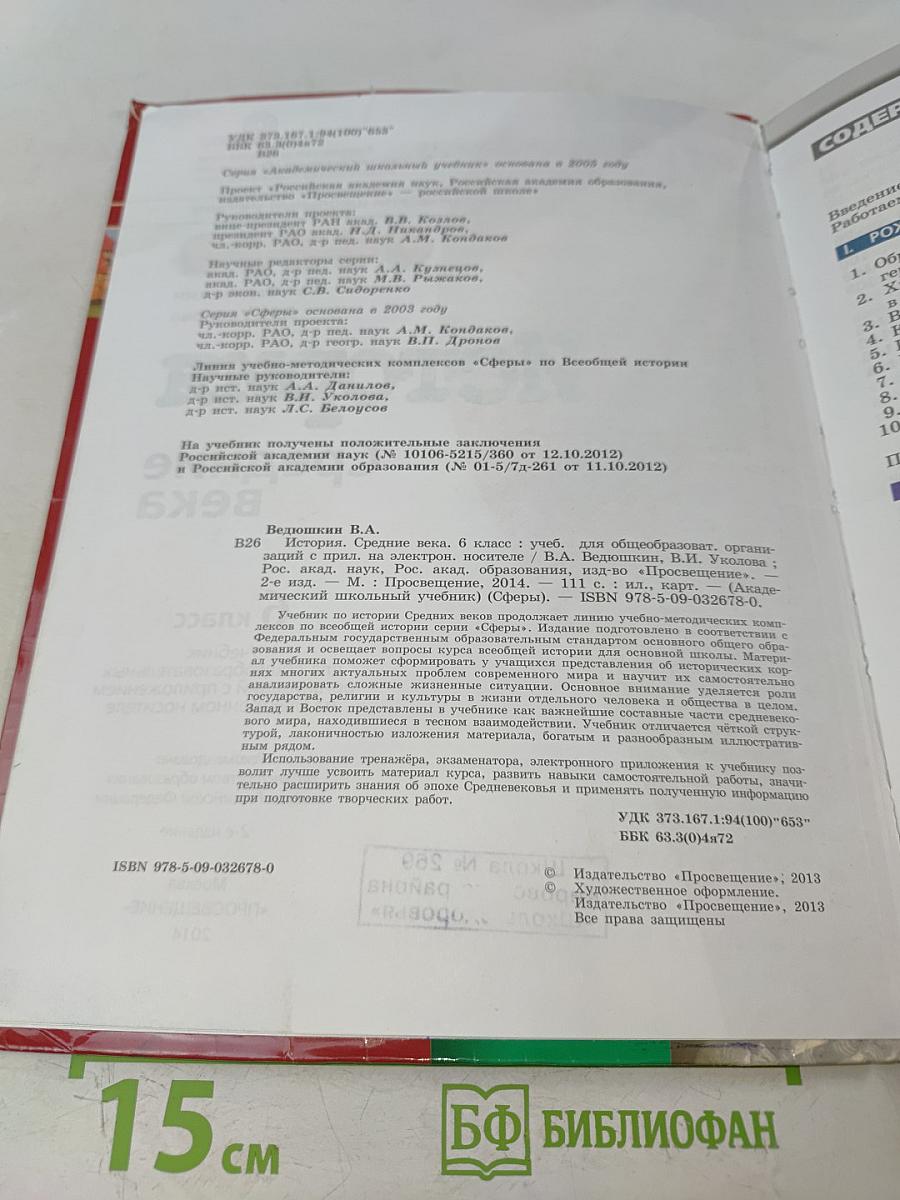 УДК 373.167.1:94(100)"653"
ББК 63.3(0)4я72
В26
Серия «Академический школьный учебник» основана в 2005 году
Проект «Российская академия наук, Российская академия образования,
издательство «Просвещение» — российской школе»
Руководители проекта:
вице-президент РАН акад. В.В. Козлов,
президент РАО акад. Н.Д. Никандров,
чл.-корр. РАО, д-р пед. наук А.М. Кондаков
Научные редакторы серии:
акад. РАО, д-р пед. наук А.А. Кузнецов,
акад. РАО, д-р пед. наук М.В. Рыжаков,
д-р экон. наук С.В. Сидоренко
Серия «Сферы» основана в 2003 году
Руководители проекта:
чл.-корр. РАО, д-р пед. наук А.М. Кондаков,
чл.-корр. РАО, д-р геогр. наук В.П. Дронов
Линия учебно-методических комплексов «Сферы» по Всеобщей истории
Научные руководители:
д-р ист. наук А.А. Данилов,
д-р ист. наук В.И. Уколова,
д-р ист. наук Л.С. Белоусов
На учебник получены положительные заключения
Российской академии наук (№ 10106-5215/360 от 12.10.2012)
и Российской академии образования (№ 01-5/7д-261 от 11.10.2012)
Ведюшкин В.А.
В26 История. Средние века. 6 класс : учеб. для общеобразоват. органи-
заций с прил. на электрон. носителе / В.А. Ведюшкин, В.И. Уколова ;
Рос. акад. наук, Рос. акад. образования, изд-во «Просвещение». —
2-е изд. — М. : Просвещение, 2014. — 111 с. : ил., карт. — (Акаде-
мический школьный учебник) (Сферы). — ISBN 978-5-09-032678-0.
Учебник по истории Средних веков продолжает линию учебно-методических комп-
лексов по всеобщей истории серии «Сферы». Издание подготовлено в соответствии с
Федеральным государственным образовательным стандартом основного общего обра-
зования и освещает вопросы курса всеобщей истории для основной школы. Матери-
ал учебника поможет сформировать у учащихся представления об исторических кор-
нях многих актуальных проблем современного мира и научит их самостоятельно
анализировать сложные жизненные ситуации. Основное внимание уделяется роли
государства, религии и культуры в жизни отдельного человека и общества в целом.
Запад и Восток представлены в учебнике как важнейшие составные части средневеко-
вого мира, находившиеся в тесном взаимодействии. Учебник отличается чёткой струк-
турой, лаконичностью изложения материала, богатым и разнообразным иллюстратив-
ным рядом.
Использование тренажёра, экзаменатора, электронного приложения к учебнику поз-
волит лучше усвоить материал курса, развить навыки самостоятельной работы, значи-
тельно расширить знания об эпохе Средневековья и применять полученную информацию
при подготовке творческих работ.
УДК 373.167.1:94(100)"653"
ББК 63.3(0)4я72
ISBN 978-5-09-032678-0
© Издательство «Просвещение», 2013
© Художественное оформление.
Издательство «Просвещение», 2013
Все права защищены
Введение
I.
1.
2.
3.
4.
5.
6.
7.
8.
9.
10
15 см
БФ БИБЛИОФАН